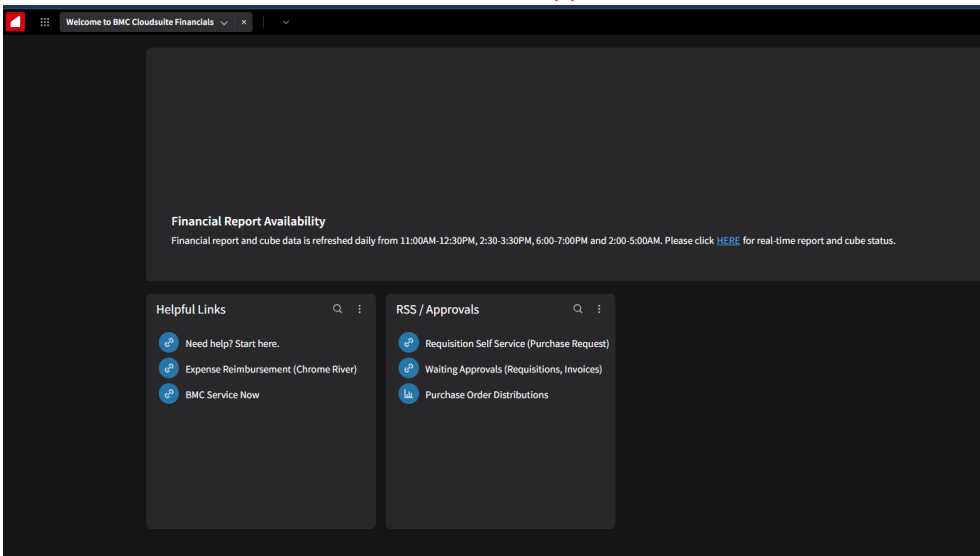 Welcome to BMC Cloudsuite Financials
Financial Report Availability
Financial report and cube data is refreshed daily from 11:00AM-12:30PM, 2:30-3:30PM, 6:00-7:00PM and 2:00-5:00AM. Please click HERE for real-time report and cube status.
Helpful Links
Need help? Start here.
Expense Reimbursement (Chrome River)
BMC Service Now
RSS / Approvals
Requisition Self Service (Purchase Request)
Waiting Approvals (Requisitions, Invoices)
Purchase Order Distributions